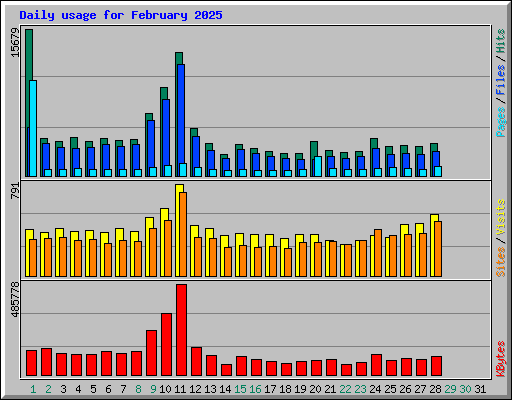 Daily usage for February 2025
15679
Pages / Files / Hits
791
Sites / Visits
485778
KBytes
1 2 3 4 5 6 7 8 9 10 11 12 13 14 15 16 17 18 19 20 21 22 23 24 25 26 27 28 29 30 31